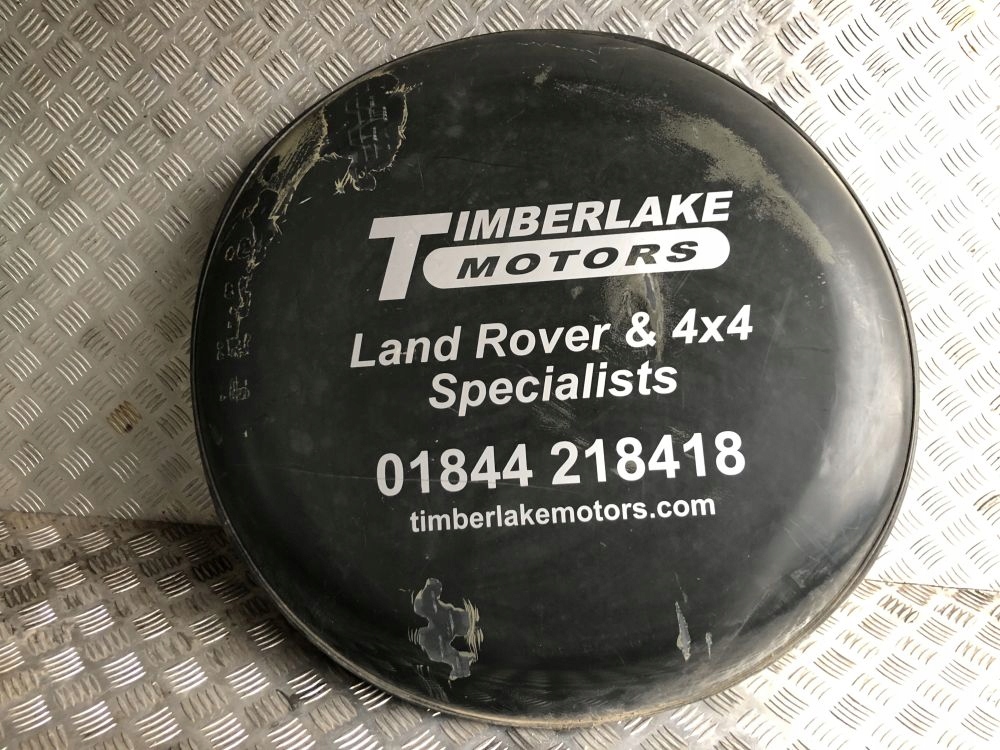 TIMBERLAKE
MOTORS
Land Rover & 4x4
Specialists
01844 218418
timberlakemotors.com